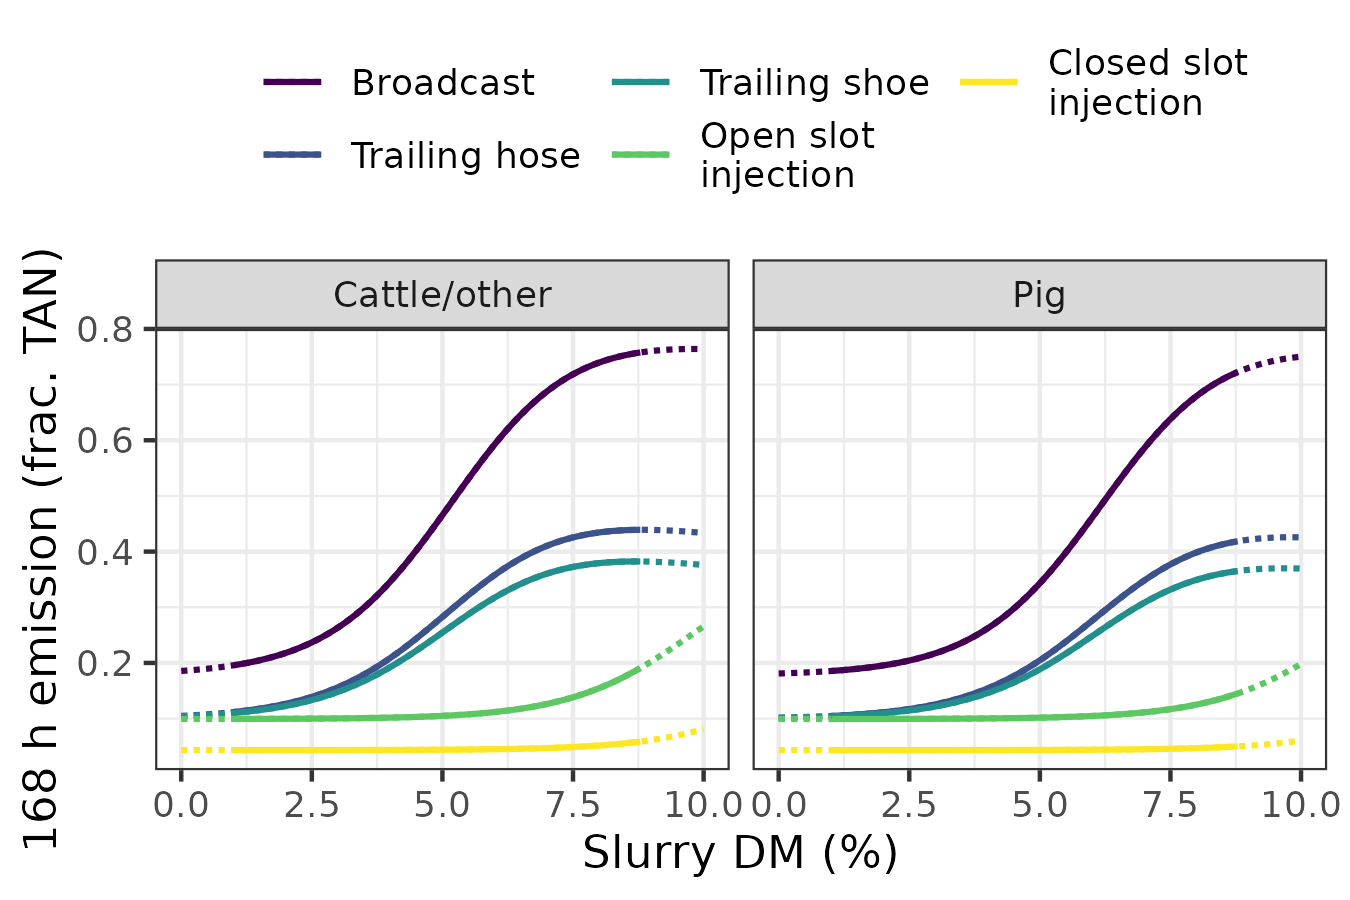 Broadcast
Trailing shoe
Closed slot
injection
Trailing hose
Open slot
injection
168 h emission (frac. TAN)
Cattle/other
Pig
0.8
0.6
0.4
0.2
0.0 2.5 5.0 7.5 10.0
0.0 2.5 5.0 7.5 10.0
Slurry DM (%)